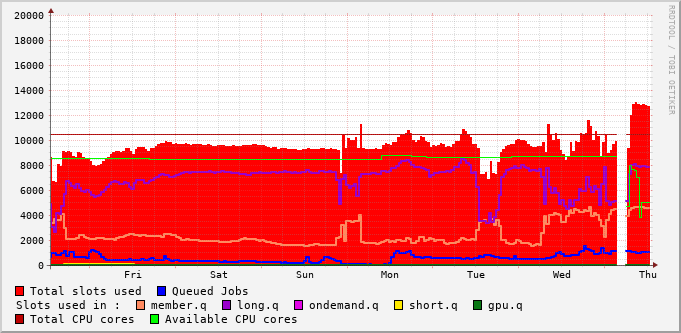 20000
18000
16000
14000
12000
10000
8000
6000
4000
2000
0
Fri Sat Sun Mon Tue Wed Thu
RRDTOOL / TOBI OETIKER
Total slots used Queued Jobs
Slots used in : member.q long.q ondemand.q short.q gpu.q
Total CPU cores Available CPU cores